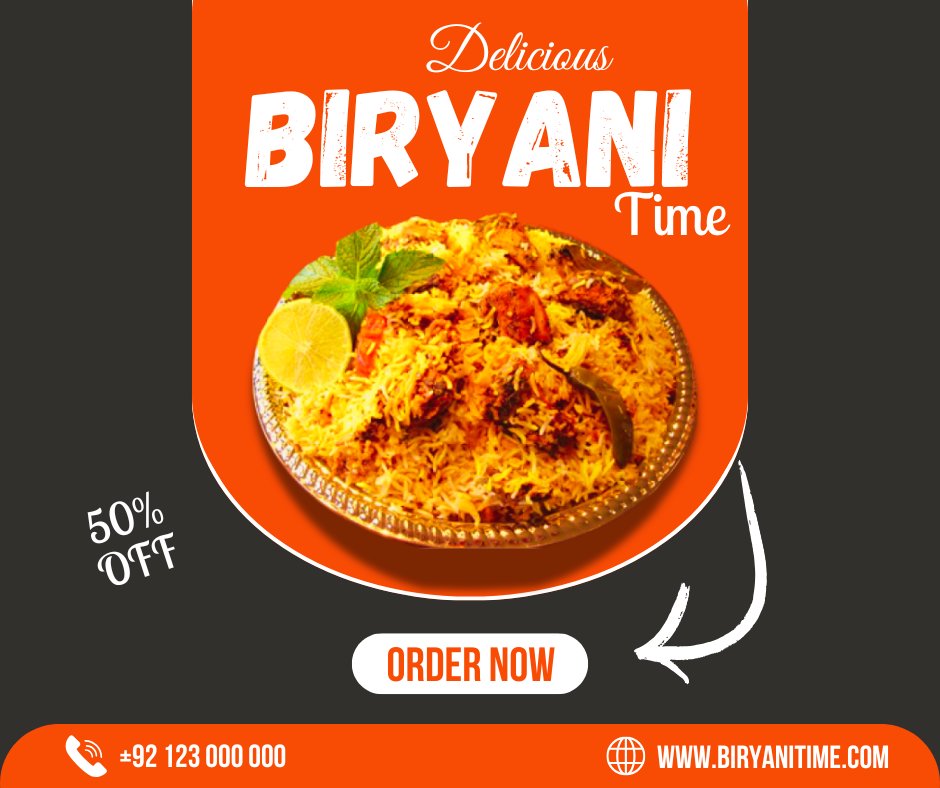 Delicious
BIRYANI
Time
50%
OFF
ORDER NOW
±92 123 000 000
WWW.BIRYANITIME.COM